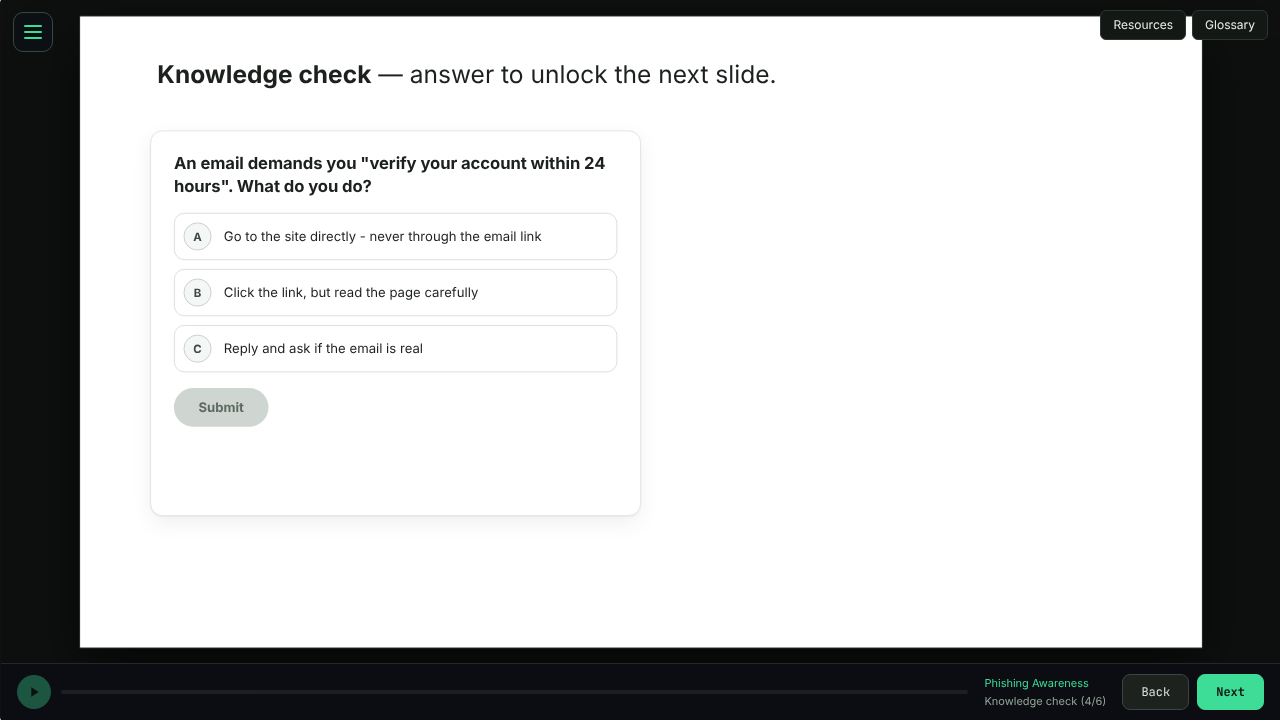 Resources
Glossary
Knowledge check — answer to unlock the next slide.
An email demands you "verify your account within 24
hours". What do you do?
A Go to the site directly - never through the email link
B Click the link, but read the page carefully
C Reply and ask if the email is real
Submit
Phishing Awareness
Knowledge check (4/6)
Back
Next